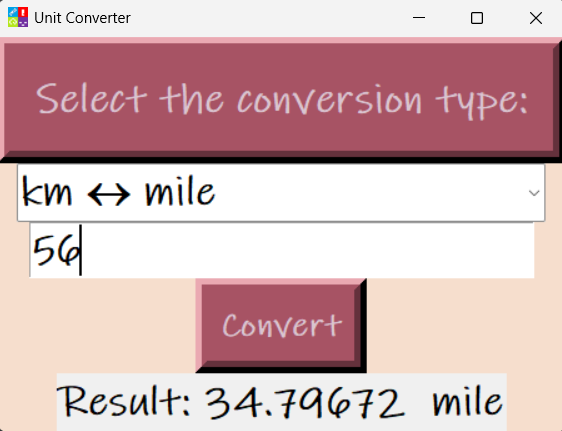 Unit Converter
Select the conversion type:
km ↔ mile
56
Convert
Result: 34.79672 mile